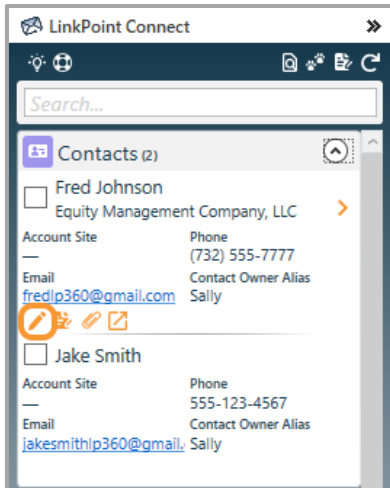 LinkPoint Connect
Search...
Contacts (2)
Fred Johnson
Equity Management Company, LLC
Account Site Phone
— (732) 555-7777
Email Contact Owner Alias
fredlp360@gmail.com Sally
Jake Smith
Account Site Phone
— 555-123-4567
Email Contact Owner Alias
jakesmithlp360@gmail. Sally